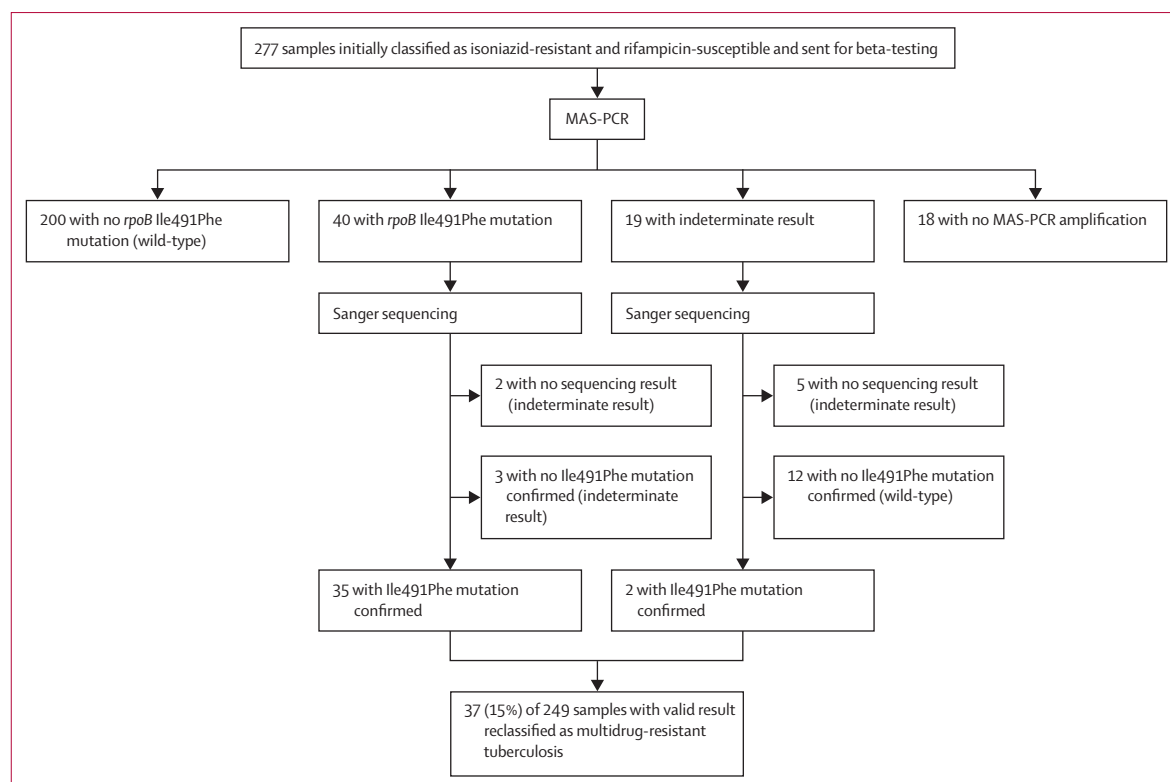 277 samples initially classified as isoniazid-resistant and rifampicin-susceptible and sent for beta-testing
MAS-PCR
200 with no rpoB Ile491Phe
mutation (wild-type)
40 with rpoB Ile491Phe mutation
19 with indeterminate result
18 with no MAS-PCR amplification
Sanger sequencing
Sanger sequencing
2 with no sequencing result
(indeterminate result)
5 with no sequencing result
(indeterminate result)
3 with no Ile491Phe mutation
confirmed (indeterminate
result)
12 with no Ile491Phe mutation
confirmed (wild-type)
35 with Ile491Phe mutation
confirmed
2 with Ile491Phe mutation
confirmed
37 (15%) of 249 samples with valid result
reclassified as multidrug-resistant
tuberculosis